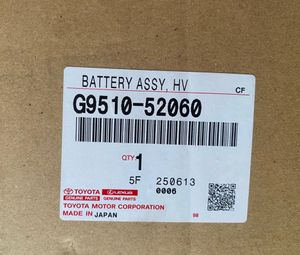 BATTERY ASSY, HV
CF
G9510-52060
QTY. 1
5F 250613
0006
TOYOTA LEXUS
GENUINE PARTS GENUINE PARTS
TOYOTA MOTOR CORPORATION
MADE IN JAPAN 98